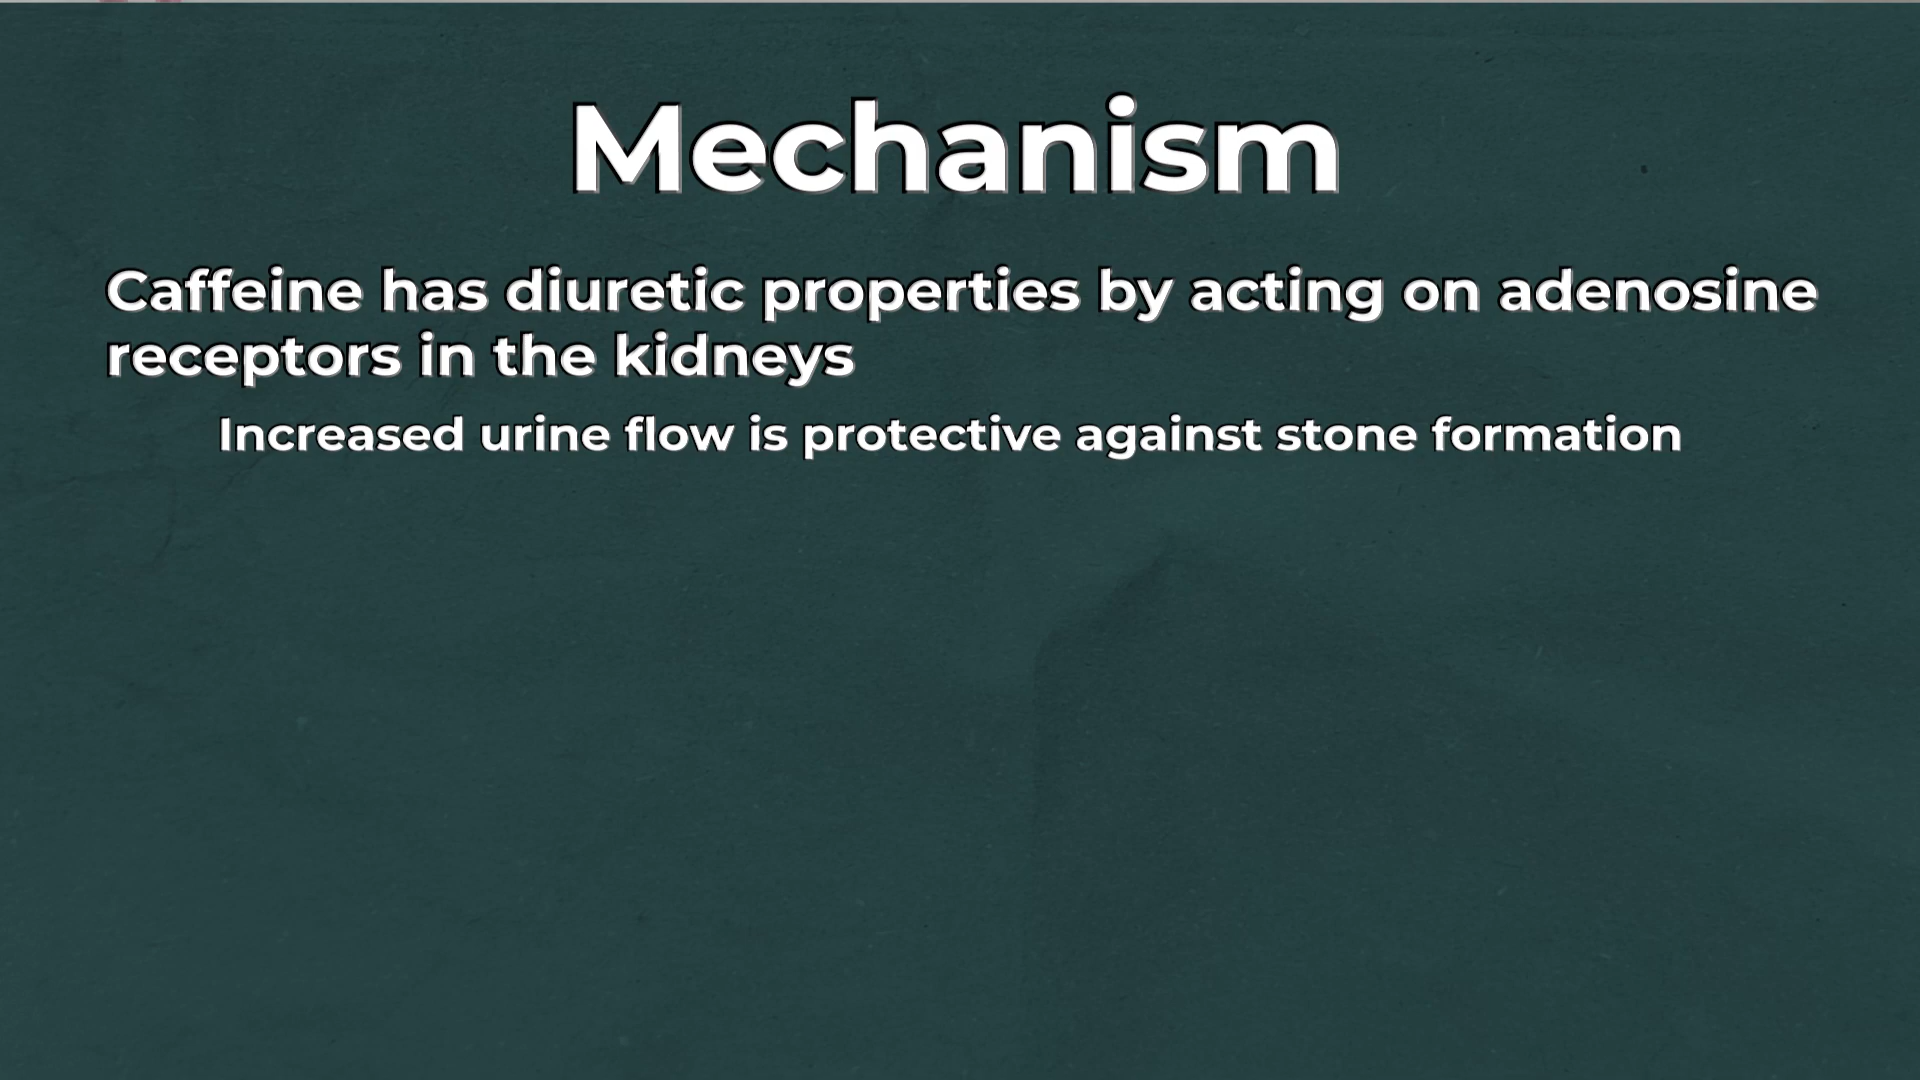 Mechanism
Caffeine has diuretic properties by acting on adenosine
receptors in the kidneys
Increased urine flow is protective against stone formation